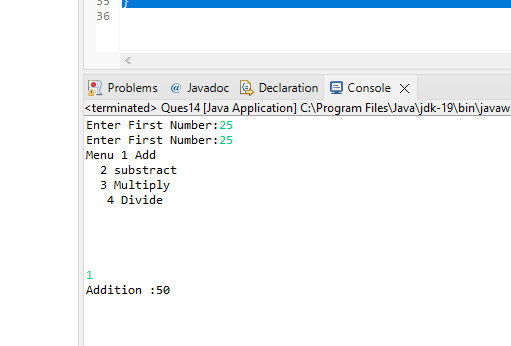 35 }
36
Problems @ Javadoc Declaration Console
<terminated> Ques14 [Java Application] C:\Program Files\Java\jdk-19\bin\javaw
Enter First Number:25
Enter First Number:25
Menu 1 Add
2 substract
3 Multiply
4 Divide
1
Addition :50